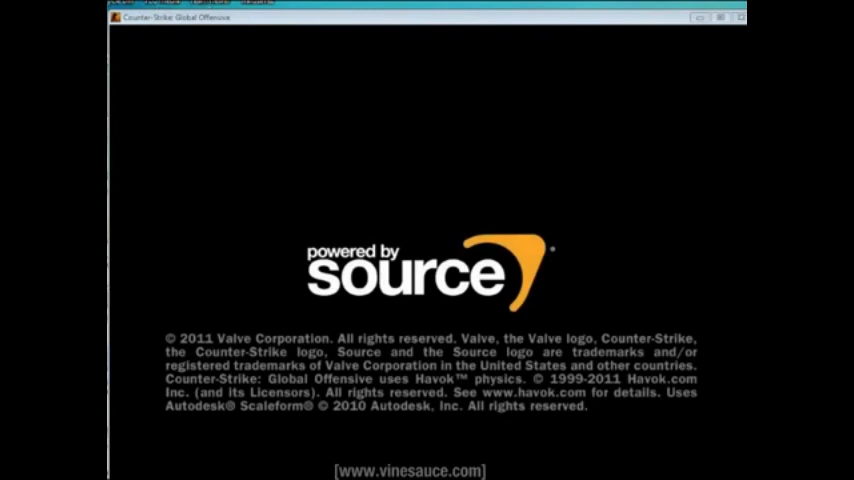 Counter-Strike: Global Offensive
powered by
source
© 2011 Valve Corporation. All rights reserved. Valve, the Valve logo, Counter-Strike,
the Counter-Strike logo, Source and the Source logo are trademarks and/or
registered trademarks of Valve Corporation in the United States and other countries.
Counter-Strike: Global Offensive uses Havok™ physics. © 1999-2011 Havok.com
Inc. (and its Licensors). All rights reserved. See www.havok.com for details. Uses
Autodesk® Scaleform® © 2010 Autodesk, Inc. All rights reserved.
[www.vinesauce.com]